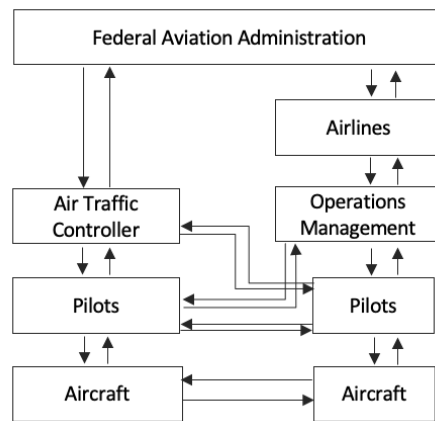 Federal Aviation Administration
Airlines
Air Traffic
Controller
Operations
Management
Pilots
Pilots
Aircraft
Aircraft